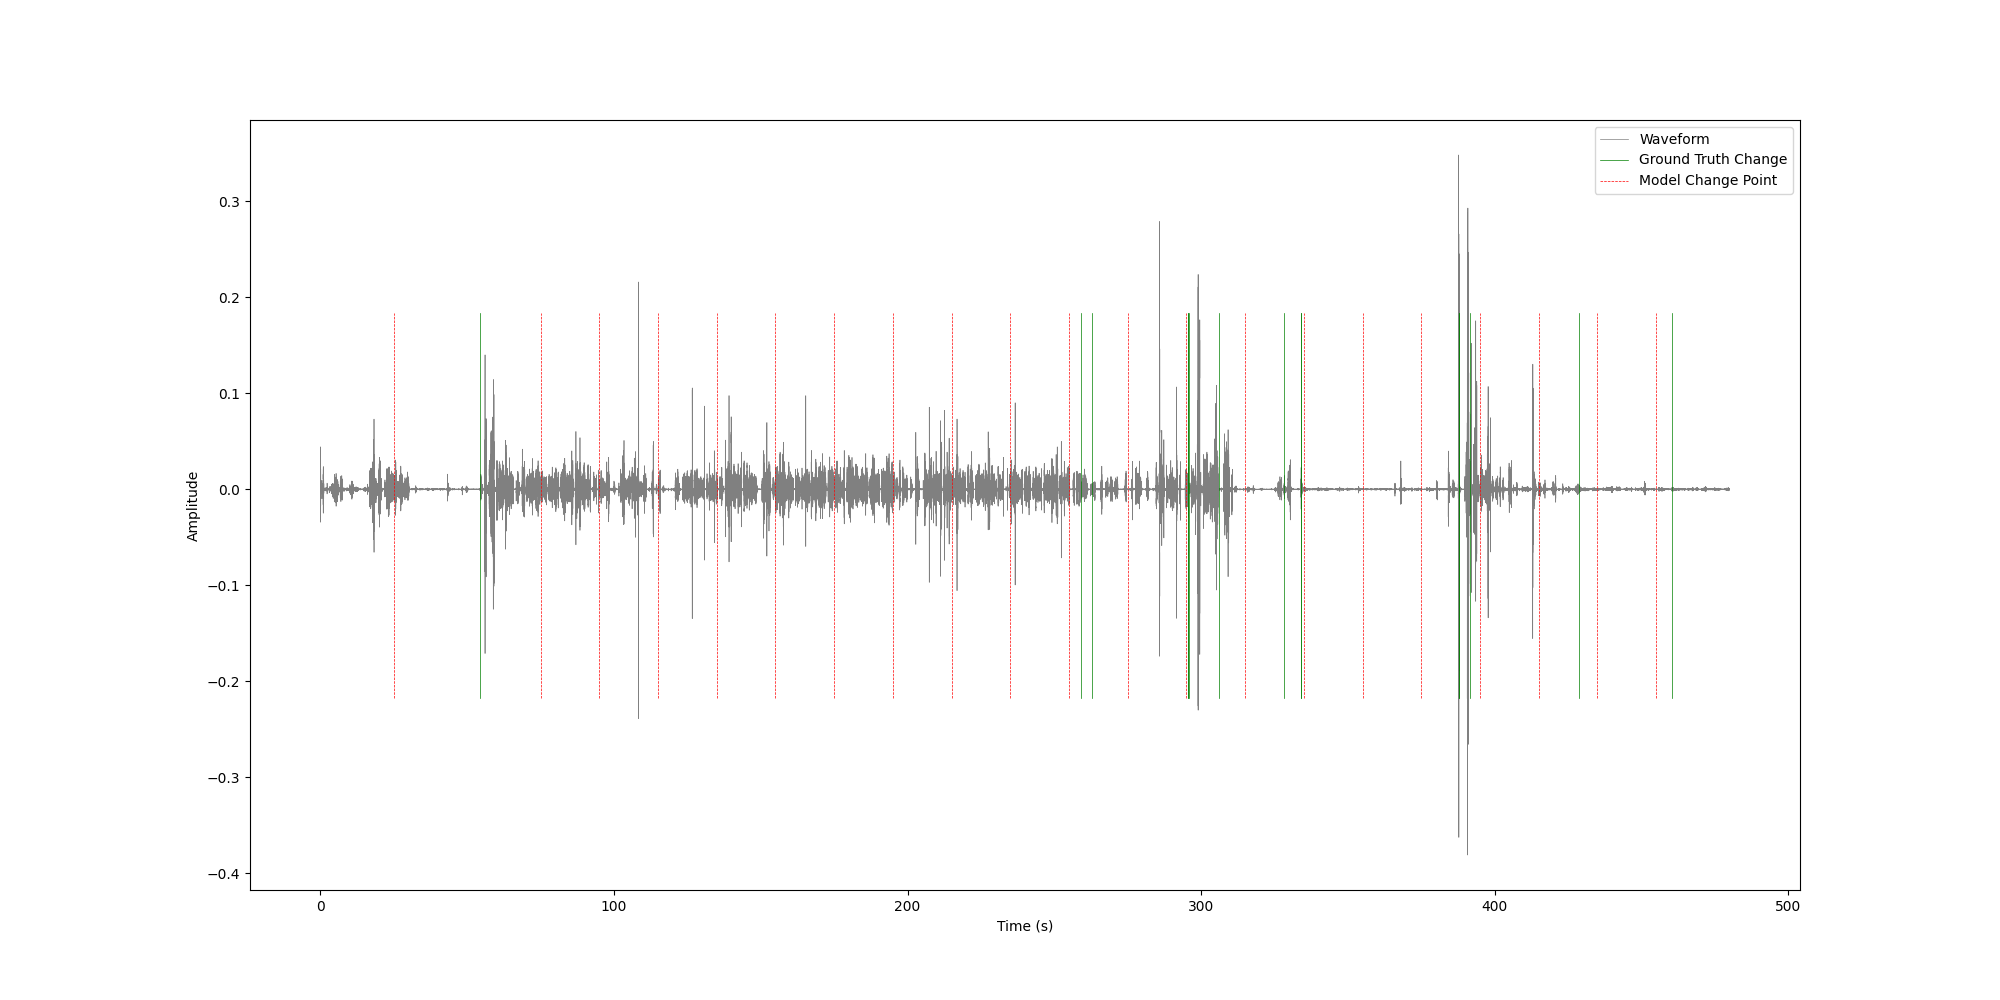 Waveform
Ground Truth Change
Model Change Point
0.3
0.2
0.1
0.0
−0.1
−0.2
−0.3
−0.4
Amplitude
0 100 200 300 400 500
Time (s)